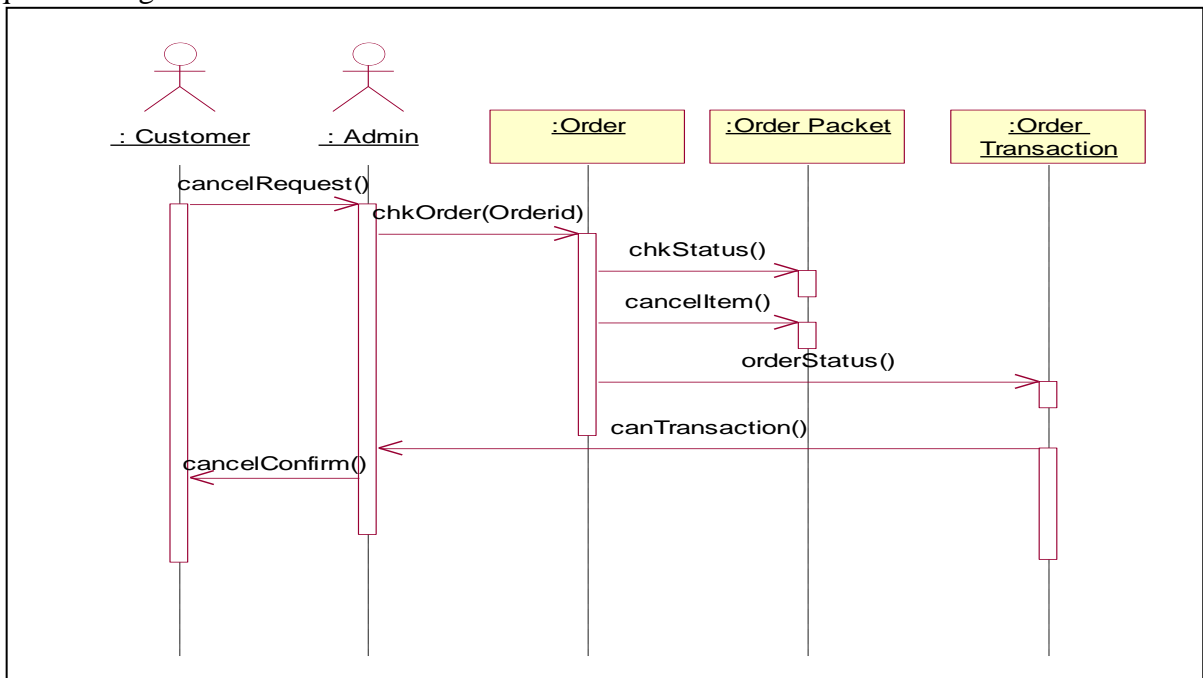 : Customer
: Admin
:Order
:Order Packet
:Order
Transaction
cancelRequest()
chkOrder(Orderid)
chkStatus()
cancelItem()
orderStatus()
canTransaction()
cancelConfirm()